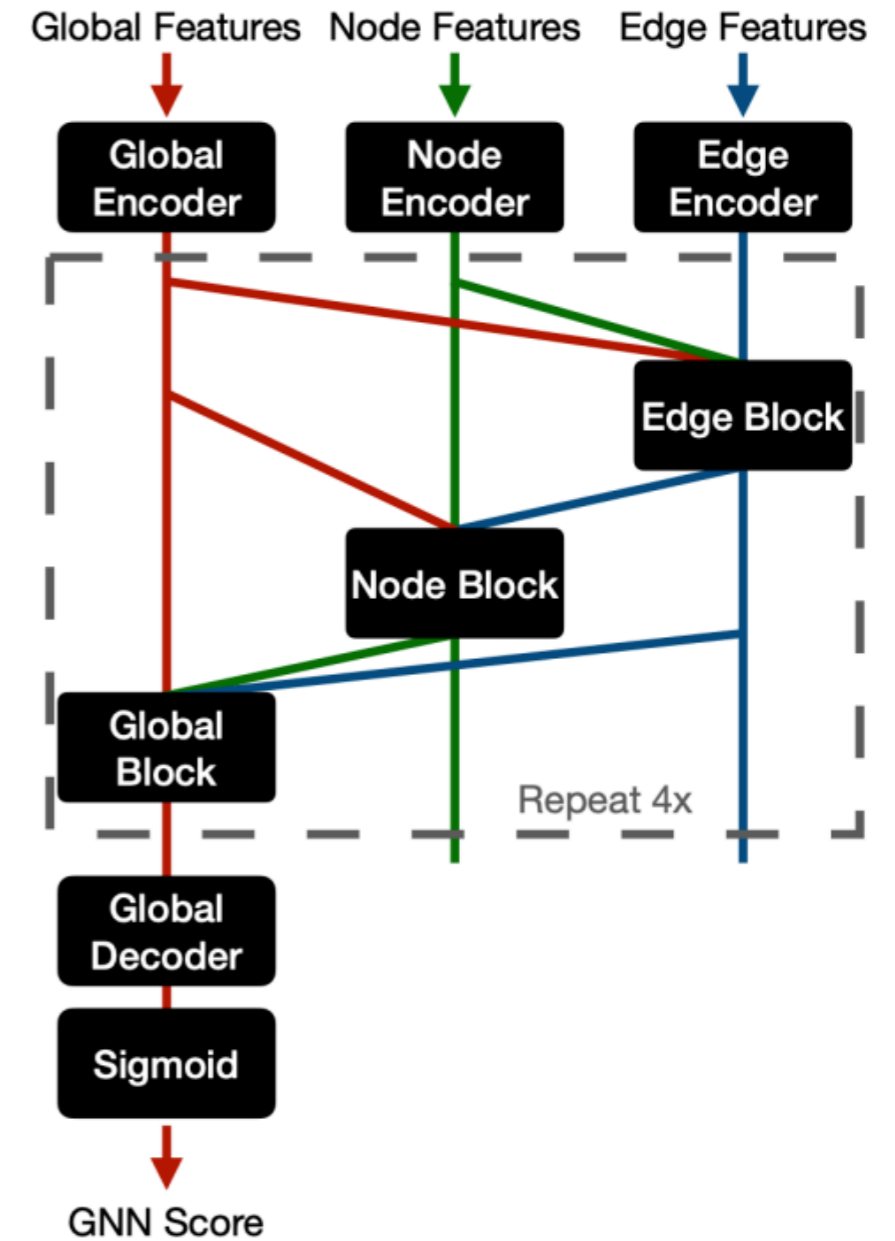 Global Features Node Features Edge Features
Global
Encoder
Node
Encoder
Edge
Encoder
Edge Block
Node Block
Global
Block
Repeat 4x
Global
Decoder
Sigmoid
GNN Score